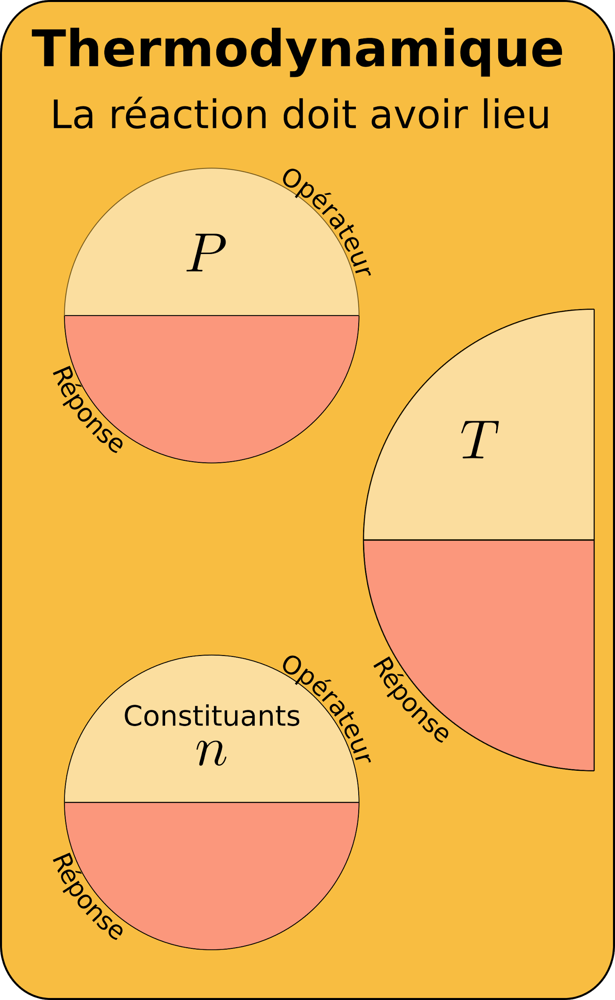 Thermodynamique
La réaction doit avoir lieu
Opérateur
P
Réponse
T
Réponse
Opérateur
Constituants
n
Réponse